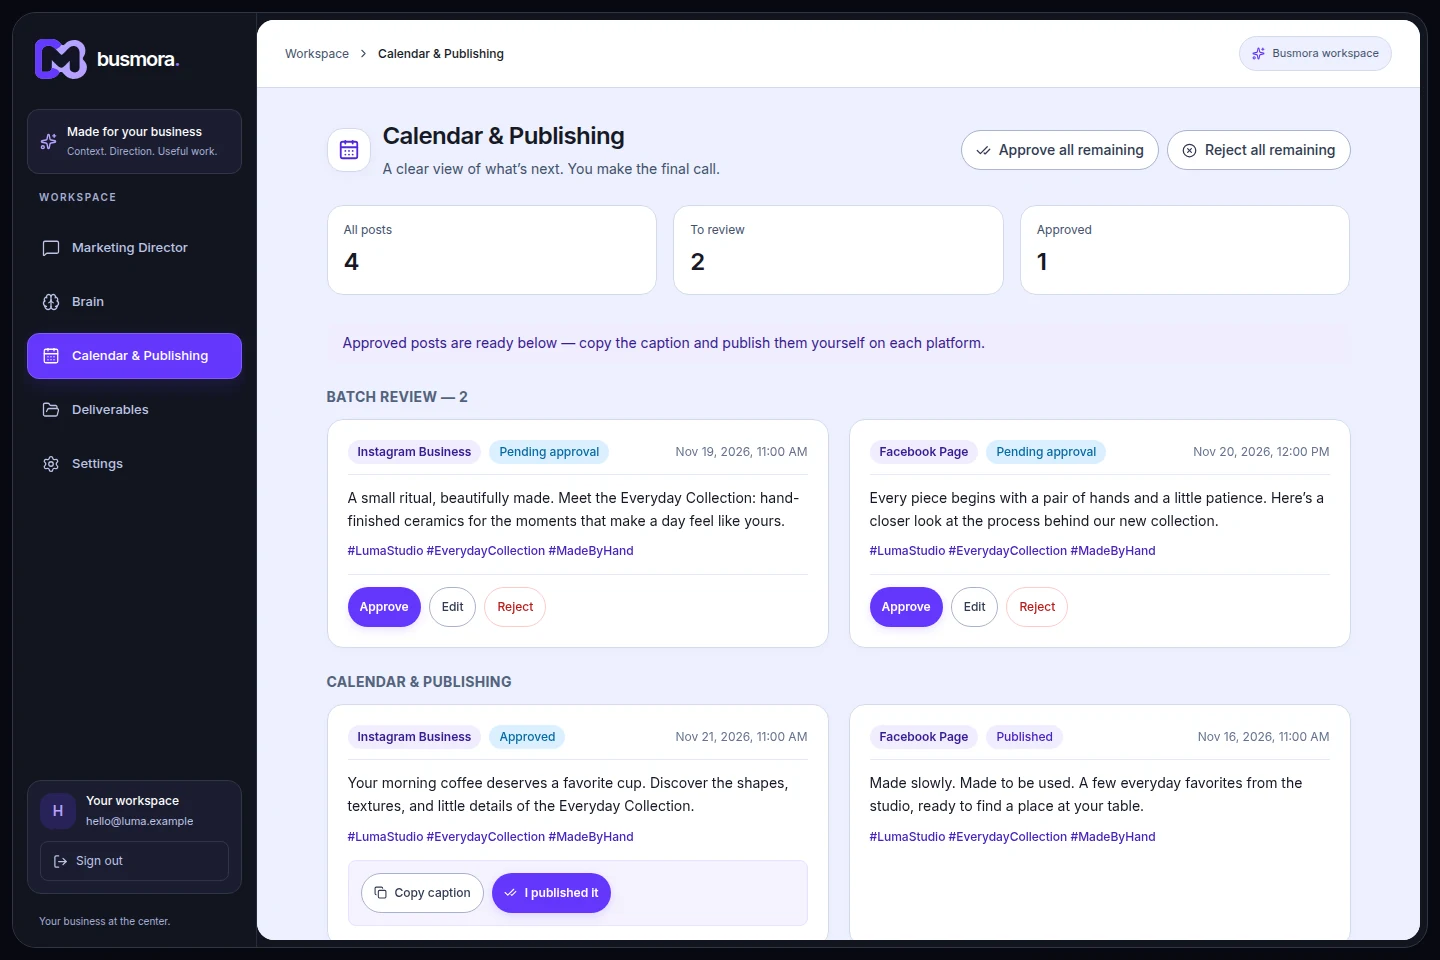 busmora.
Made for your business
Context. Direction. Useful work.
WORKSPACE
Marketing Director
Brain
Calendar & Publishing
Deliverables
Settings
H
Your workspace
hello@luma.example
Sign out
Your business at the center.
Workspace > Calendar & Publishing
Busmora workspace
Calendar & Publishing
A clear view of what’s next. You make the final call.
Approve all remaining
Reject all remaining
All posts
4
To review
2
Approved
1
Approved posts are ready below — copy the caption and publish them yourself on each platform.
BATCH REVIEW — 2
Instagram Business Pending approval Nov 19, 2026, 11:00 AM
A small ritual, beautifully made. Meet the Everyday Collection: hand-
finished ceramics for the moments that make a day feel like yours.
#LumaStudio #EverydayCollection #MadeByHand
Approve Edit Reject
Facebook Page Pending approval Nov 20, 2026, 12:00 PM
Every piece begins with a pair of hands and a little patience. Here’s a
closer look at the process behind our new collection.
#LumaStudio #EverydayCollection #MadeByHand
Approve Edit Reject
CALENDAR & PUBLISHING
Instagram Business Approved Nov 21, 2026, 11:00 AM
Your morning coffee deserves a favorite cup. Discover the shapes,
textures, and little details of the Everyday Collection.
#LumaStudio #EverydayCollection #MadeByHand
Copy caption I published it
Facebook Page Published Nov 16, 2026, 11:00 AM
Made slowly. Made to be used. A few everyday favorites from the
studio, ready to find a place at your table.
#LumaStudio #EverydayCollection #MadeByHand